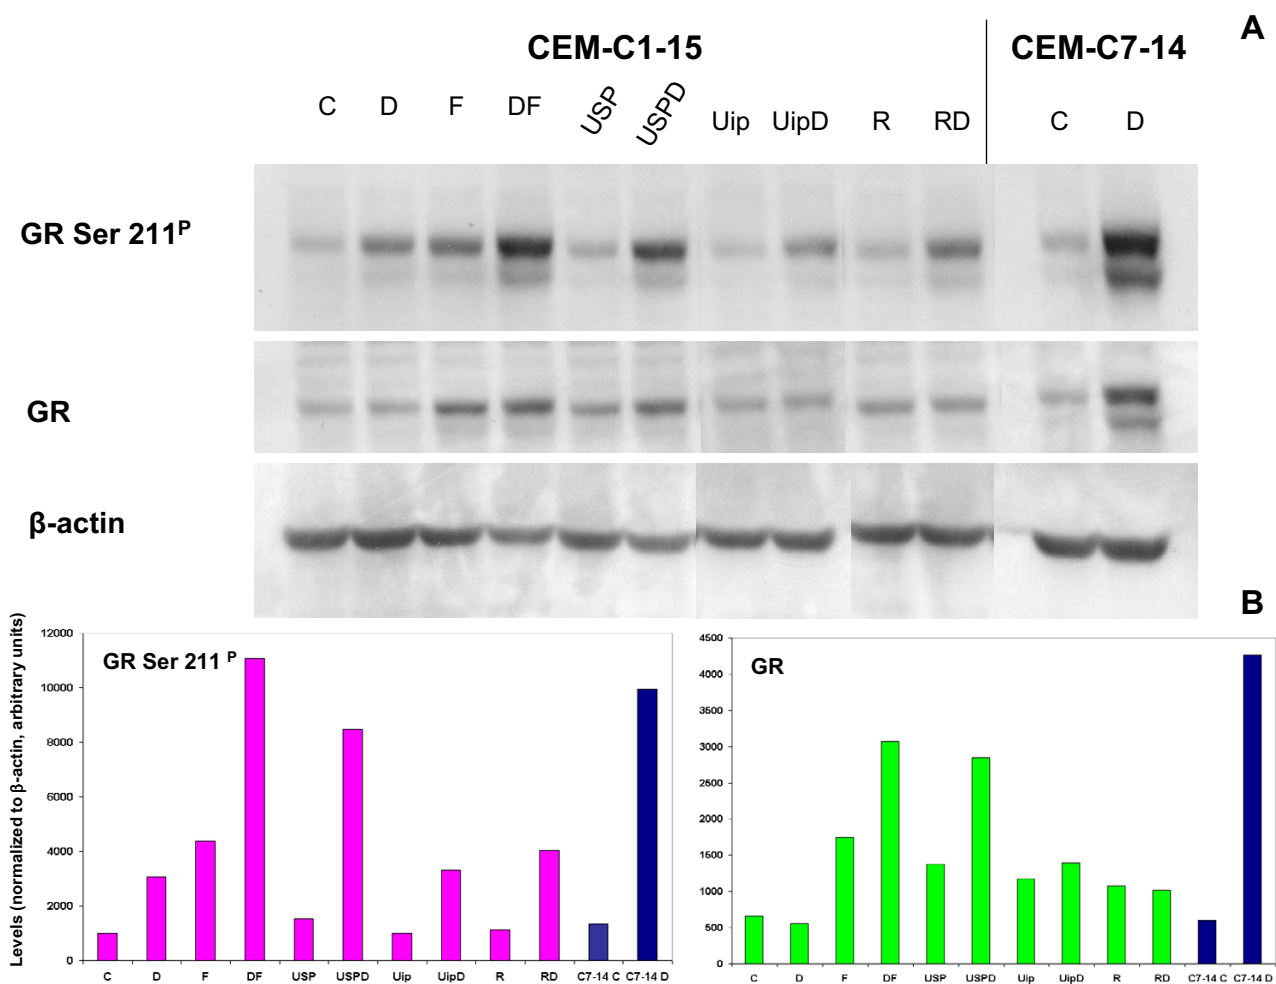 A
CEM-C1-15 CEM-C7-14
C D F DF USP USPD Uip UipD R RD C D
GR Ser 211P
GR
β-actin
B
Levels (normalized to β-actin, arbitrary units)
GR Ser 211 P
12000
10000
8000
6000
4000
2000
0
C D F DF USP USPD Uip UipD R RD C7-14 C C7-14 D
GR
4500
4000
3500
3000
2500
2000
1500
1000
500
0
C D F DF USP USPD Uip UipD R RD C7-14 C C7-14 D